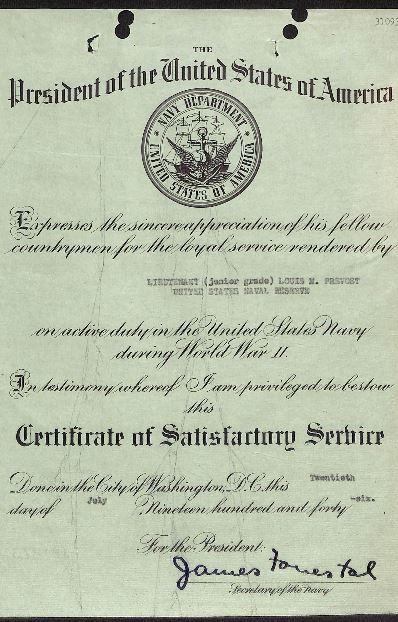 3109
THE
President of the United States of America
NAVY DEPARTMENT
UNITED STATES OF AMERICA
Expresses the sincere appreciation of his fellow
countrymen for the loyal service rendered by
LIEUTENANT (junior grade) LOUIS M. PREVOST
UNITED STATES NAVAL RESERVE
on active duty in the United States Navy
during World War II.
In testimony whereof I am privileged to bestow
this
Certificate of Satisfactory Service
Done in the City of Washington, D.C. this Twentieth
day of July Nineteen hundred and forty-six.
For the President:
James Forrestal
Secretary of the Navy